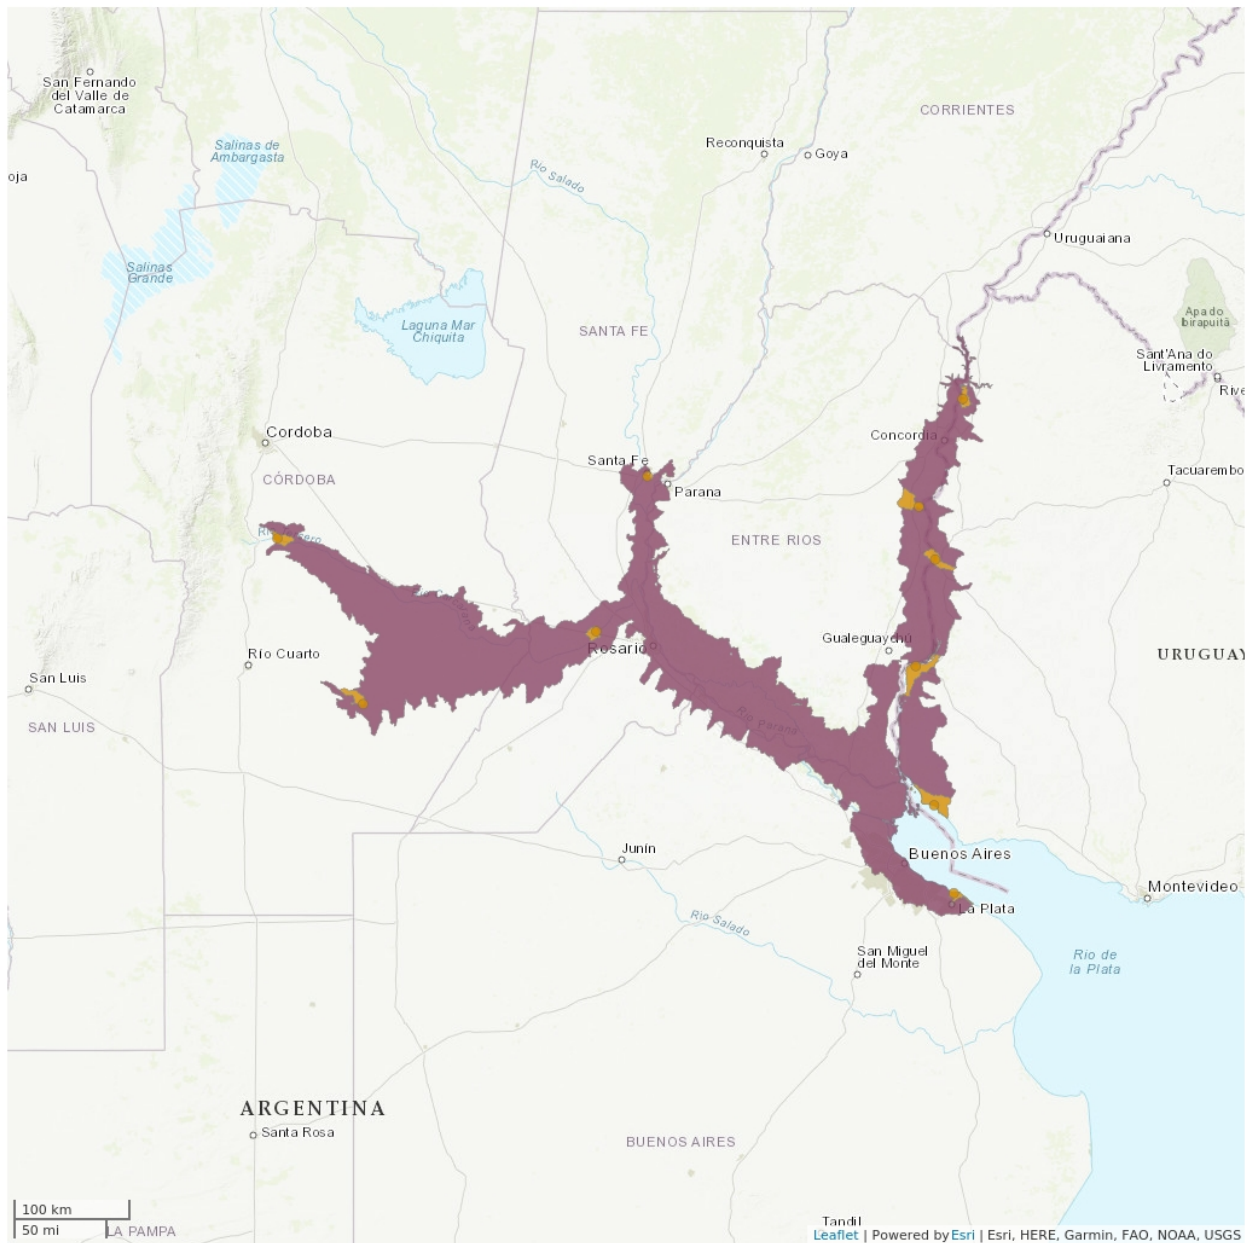 San Fernando
del Valle de
Catamarca
CORRIENTES
Reconquista
Goya
Salinas de
Ambargasta
Rio Salado
oja
Uruguaiana
Salinas
Grande
Apa do
Ibirapuitã
Laguna Mar
Chiquita
SANTA FE
Sant'Ana do
Livramento
Rive
Cordoba
Concordia
Santa Fe
Tacuarembo
CÓRDOBA
Parana
ENTRE RIOS
Gualeguaychú
Rosario
Río Cuarto
URUGUAY
San Luis
SAN LUIS
Rio Parana
Junín
Buenos Aires
Montevideo
La Plata
Rio Salado
San Miguel
del Monte
Rio de
la Plata
ARGENTINA
Santa Rosa
BUENOS AIRES
100 km
50 mi
LA PAMPA
Tandil
Leaflet | Powered by Esri | Esri, HERE, Garmin, FAO, NOAA, USGS